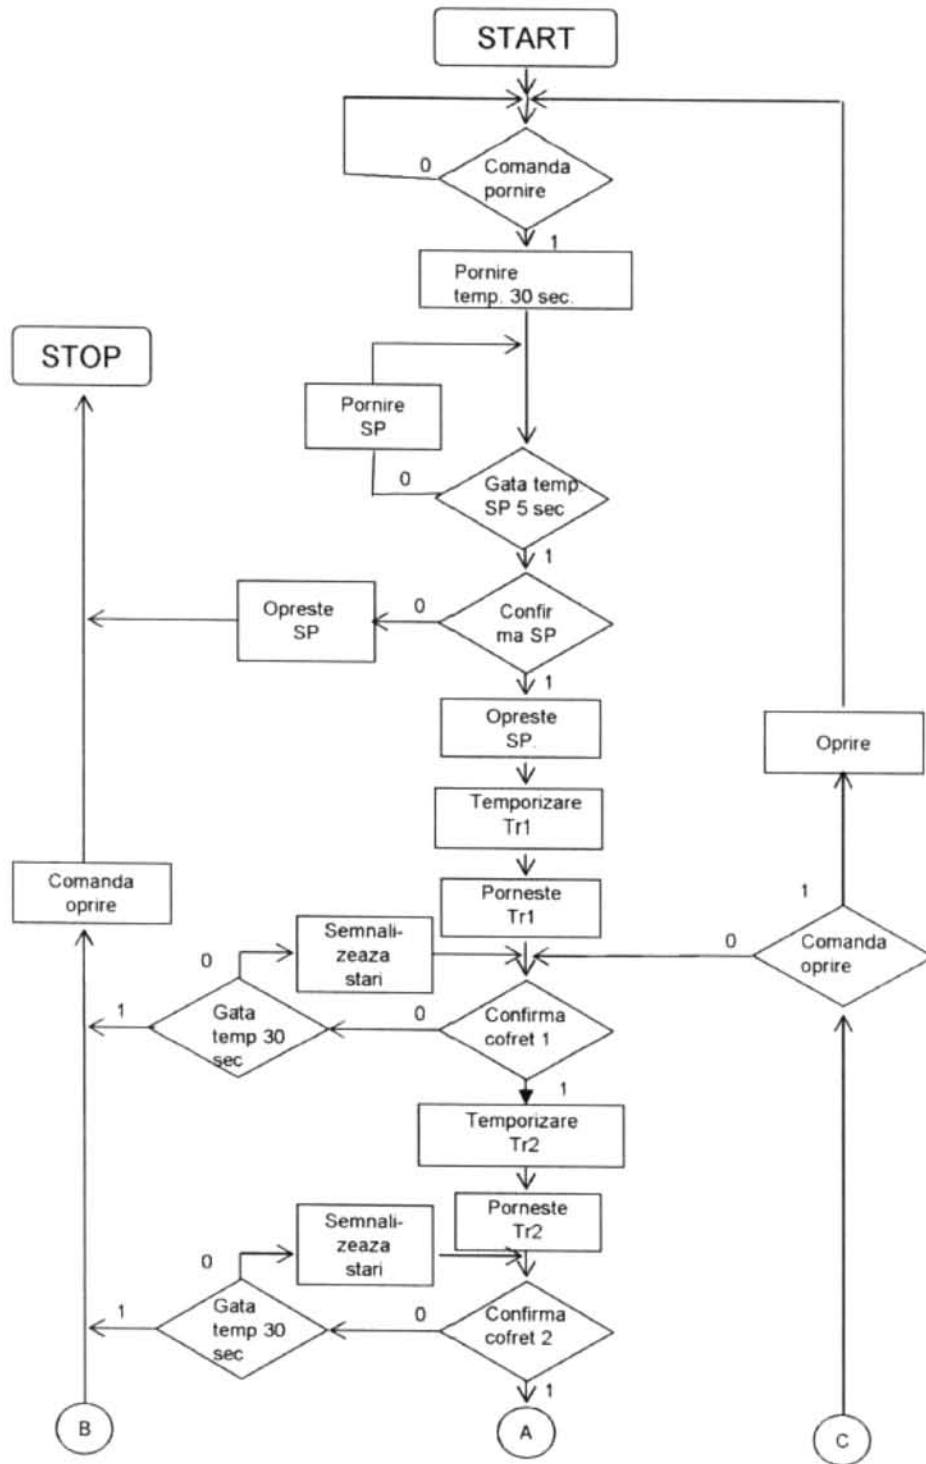 START
0
Comanda
pornire
1
Pornire
temp. 30 sec.
STOP
Pornire
SP
0
Gata temp.
SP 5 sec
1
Opreste
SP
0
Confir
ma SP
1
Opreste
SP.
Oprire
Temporizare
Tr1
Comanda
oprire
Porneste
Tr1
1
Semnali-
zeaza
stari
0
0
Comanda
oprire
1
Gata
temp 30
sec
0
Confirma
cofret 1
1
Temporizare
Tr2
Porneste
Tr2
Semnali-
zeaza
stari
0
1
Gata
temp 30
sec
0
Confirma
cofret 2
1
B
A
C